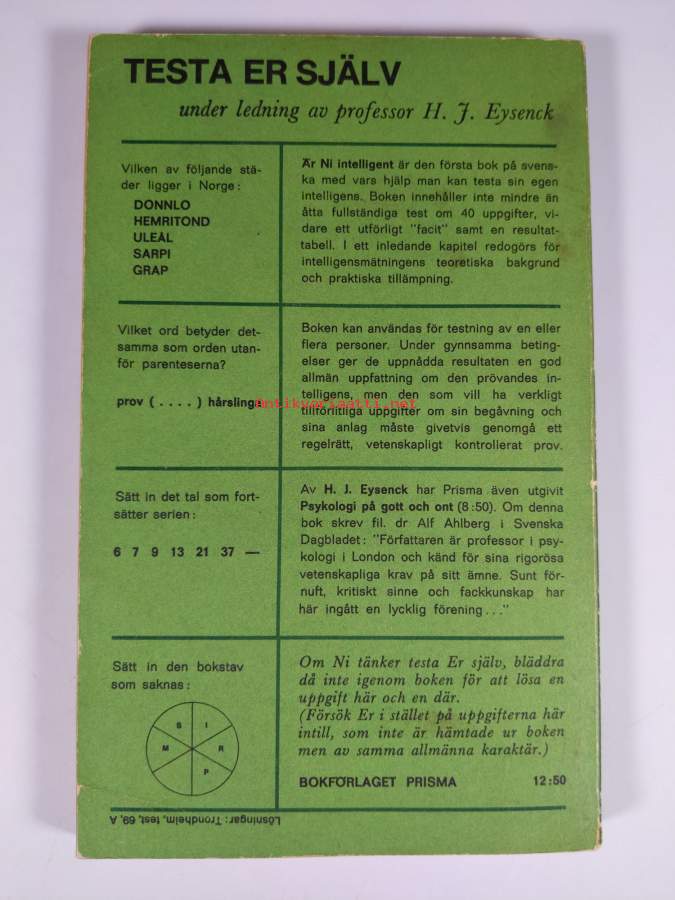 TESTA ER SJÄLV
under ledning av professor H. J. Eysenck
Vilken av följande stä-
der ligger i Norge:
DONNLO
HEMRITOND
ULEÅL
SARPI
GRAP
Är Ni intelligent är den första bok på svens-
ka med vars hjälp man kan testa sin egen
intelligens. Boken innehåller inte mindre än
åtta fullständiga test om 40 uppgifter, vi-
dare ett utförligt "facit" samt en resultat-
tabell. I ett inledande kapitel redogörs för
intelligensmätningens teoretiska bakgrund
och praktiska tillämpning.
Vilket ord betyder det-
samma som orden utan-
för parenteserna?
prov (. . . .) hårslinga
Boken kan användas för testning av en eller
flera personer. Under gynnsamma beting-
elser ger de uppnådda resultaten en god
allmän uppfattning om den prövandes in-
telligens, men den som vill ha verkligt
tillförlitliga uppgifter om sin begåvning och
sina anlag måste givetvis genomgå ett
regelrätt, vetenskapligt kontrollerat prov.
antikvariaatti.net
Sätt in det tal som fort-
sätter serien:
6 7 9 13 21 37 —
Av H. J. Eysenck har Prisma även utgivit
Psykologi på gott och ont (8:50). Om denna
bok skrev fil. dr Alf Ahlberg i Svenska
Dagbladet: "Författaren är professor i psy-
kologi i London och känd för sina rigorösa
vetenskapliga krav på sitt ämne. Sunt för-
nuft, kritiskt sinne och fackkunskap har
här ingått en lycklig förening..."
Sätt in den bokstav
som saknas:
S I
M R
P
Om Ni tänker testa Er själv, bläddra
då inte igenom boken för att lösa en
uppgift här och en där.
(Försök Er i stället på uppgifterna här
intill, som inte är hämtade ur boken
men av samma allmänna karaktär.)
BOKFÖRLAGET PRISMA 12:50
Lösningar: Trondheim, test, 69, A